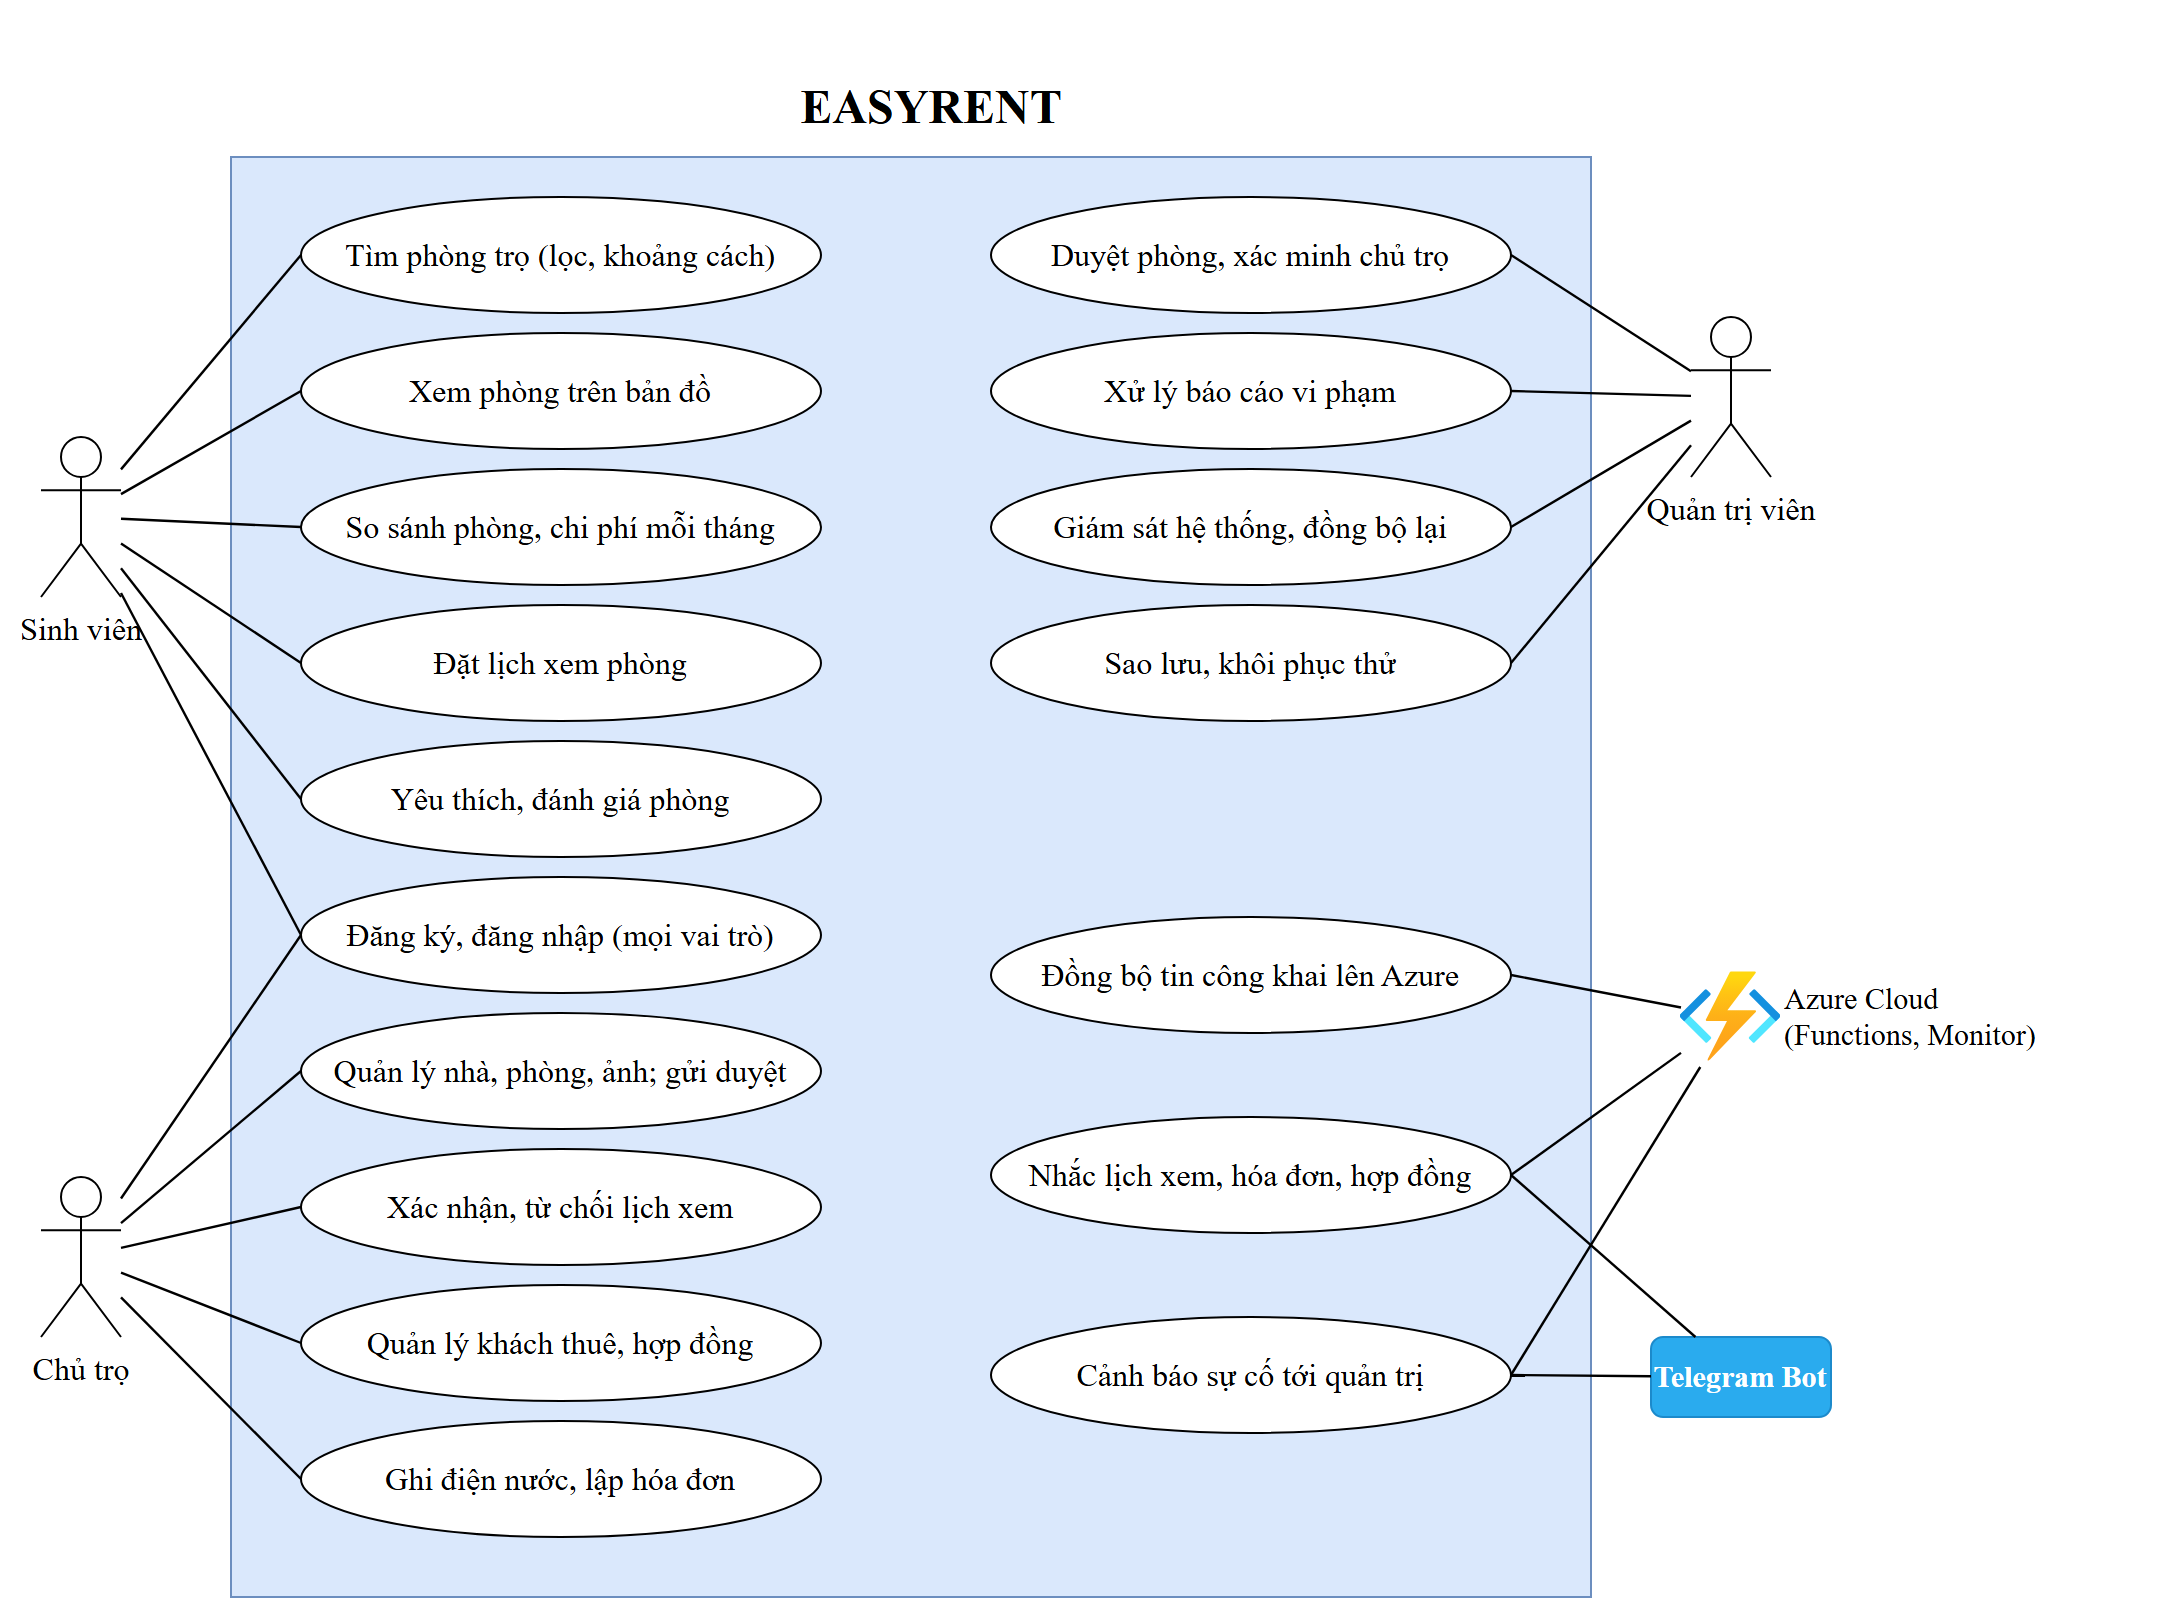 EASYRENT
Tìm phòng trọ (lọc, khoảng cách)
Xem phòng trên bản đồ
So sánh phòng, chi phí mỗi tháng
Đặt lịch xem phòng
Yêu thích, đánh giá phòng
Đăng ký, đăng nhập (mọi vai trò)
Quản lý nhà, phòng, ảnh; gửi duyệt
Xác nhận, từ chối lịch xem
Quản lý khách thuê, hợp đồng
Ghi điện nước, lập hóa đơn
Sinh viên
Chủ trọ
Duyệt phòng, xác minh chủ trọ
Xử lý báo cáo vi phạm
Giám sát hệ thống, đồng bộ lại
Sao lưu, khôi phục thử
Đồng bộ tin công khai lên Azure
Nhắc lịch xem, hóa đơn, hợp đồng
Cảnh báo sự cố tới quản trị
Quản trị viên
Azure Cloud
(Functions, Monitor)
Telegram Bot